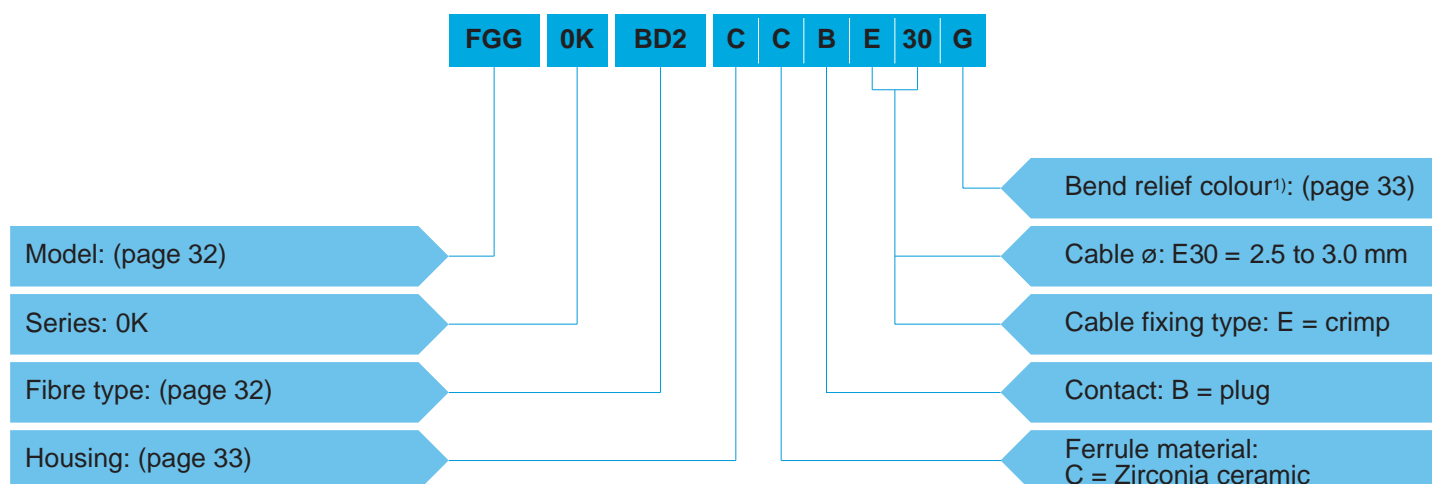 FGG 0K BD2 C C B E 30 G
Bend relief colour¹⁾: (page 33)
Model: (page 32)
Cable ø: E30 = 2.5 to 3.0 mm
Series: 0K
Cable fixing type: E = crimp
Fibre type: (page 32)
Contact: B = plug
Housing: (page 33)
Ferrule material:
C = Zirconia ceramic